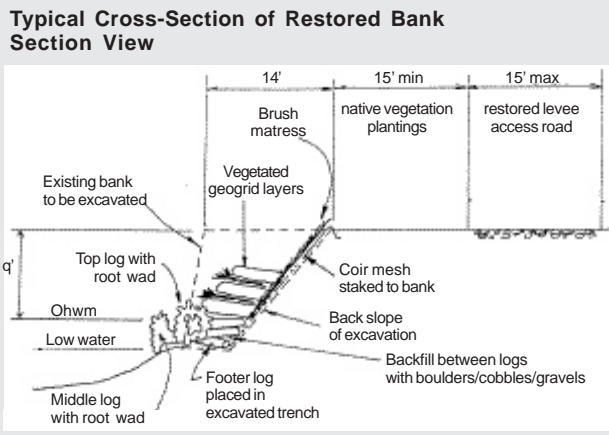 Typical Cross-Section of Restored Bank
Section View
14'
15' min
15' max
Brush
matress
native vegetation
plantings
restored levee
access road
Vegetated
geogrid layers
Existing bank
to be excavated
Top log with
root wad
q'
Coir mesh
staked to bank
Ohwm
Back slope
of excavation
Low water
Backfill between logs
with boulders/cobbles/gravels
Footer log
placed in
excavated trench
Middle log
with root wad